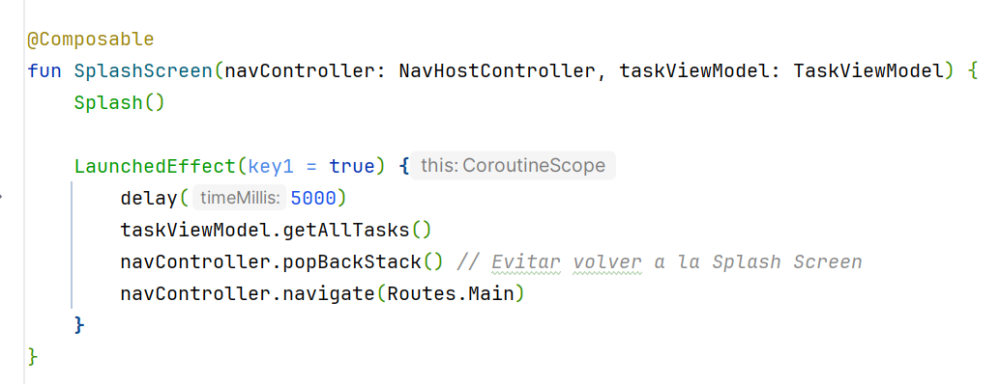 @Composable
fun SplashScreen(navController: NavHostController, taskViewModel: TaskViewModel) {
Splash()
LaunchedEffect(key1 = true) { this: CoroutineScope
delay( timeMillis: 5000)
taskViewModel.getAllTasks()
navController.popBackStack() // Evitar volver a la Splash Screen
navController.navigate(Routes.Main)
}
}